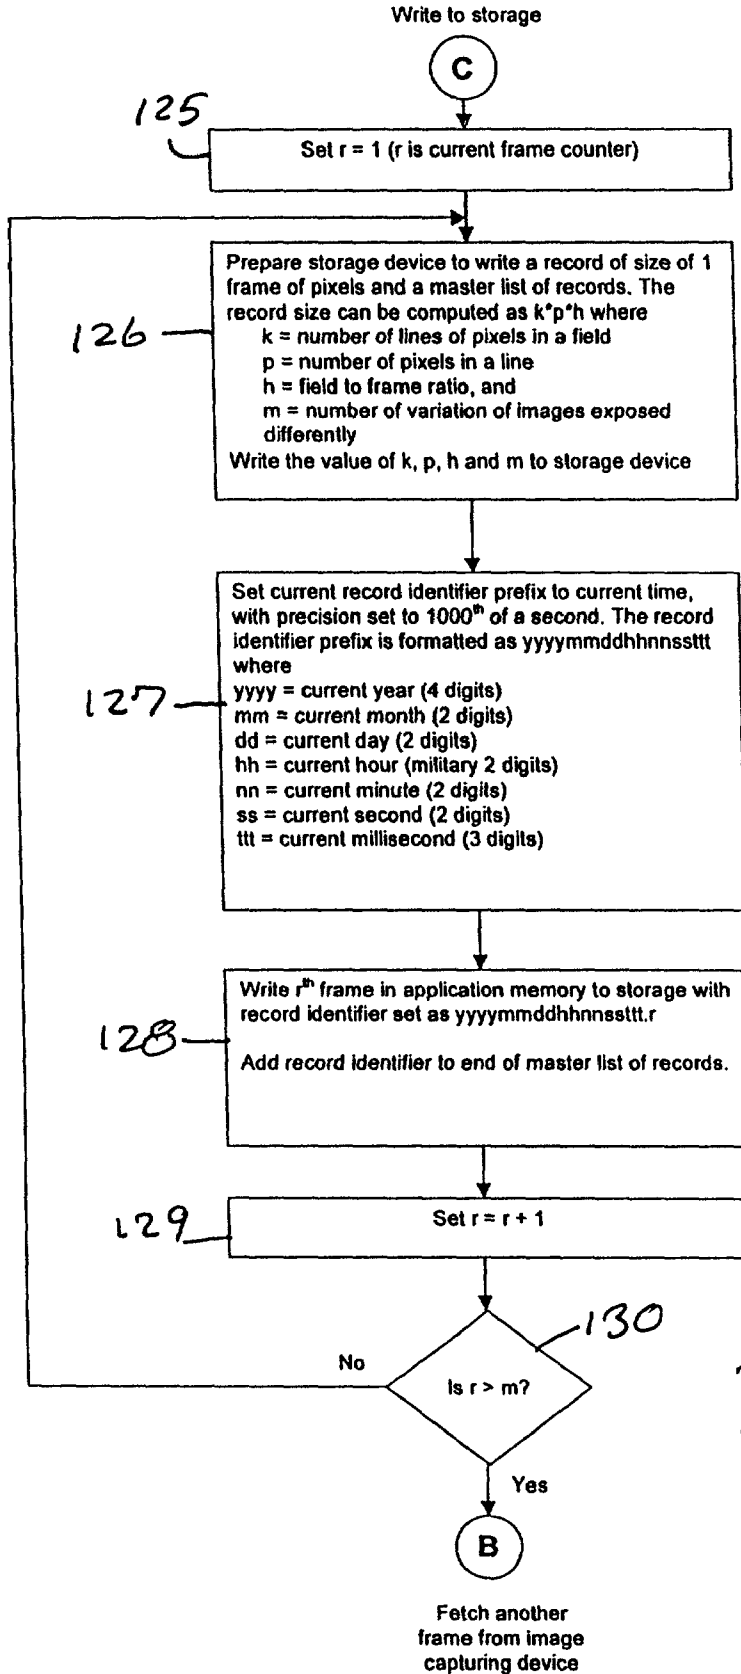 Write to storage
C
125
Set r = 1 (r is current frame counter)
126
Prepare storage device to write a record of size of 1
frame of pixels and a master list of records. The
record size can be computed as k*p*h where
k = number of lines of pixels in a field
p = number of pixels in a line
h = field to frame ratio, and
m = number of variation of images exposed
differently
Write the value of k, p, h and m to storage device
127
Set current record identifier prefix to current time,
with precision set to 1000th of a second. The record
identifier prefix is formatted as yyyymmddhhnnssttt
where
yyyy = current year (4 digits)
mm = current month (2 digits)
dd = current day (2 digits)
hh = current hour (military 2 digits)
nn = current minute (2 digits)
ss = current second (2 digits)
ttt = current millisecond (3 digits)
128
Write rth frame in application memory to storage with
record identifier set as yyyymmddhhnnssttt.r
Add record identifier to end of master list of records.
129
Set r = r + 1
130
No
Is r > m?
Yes
B
Fetch another
frame from image
capturing device